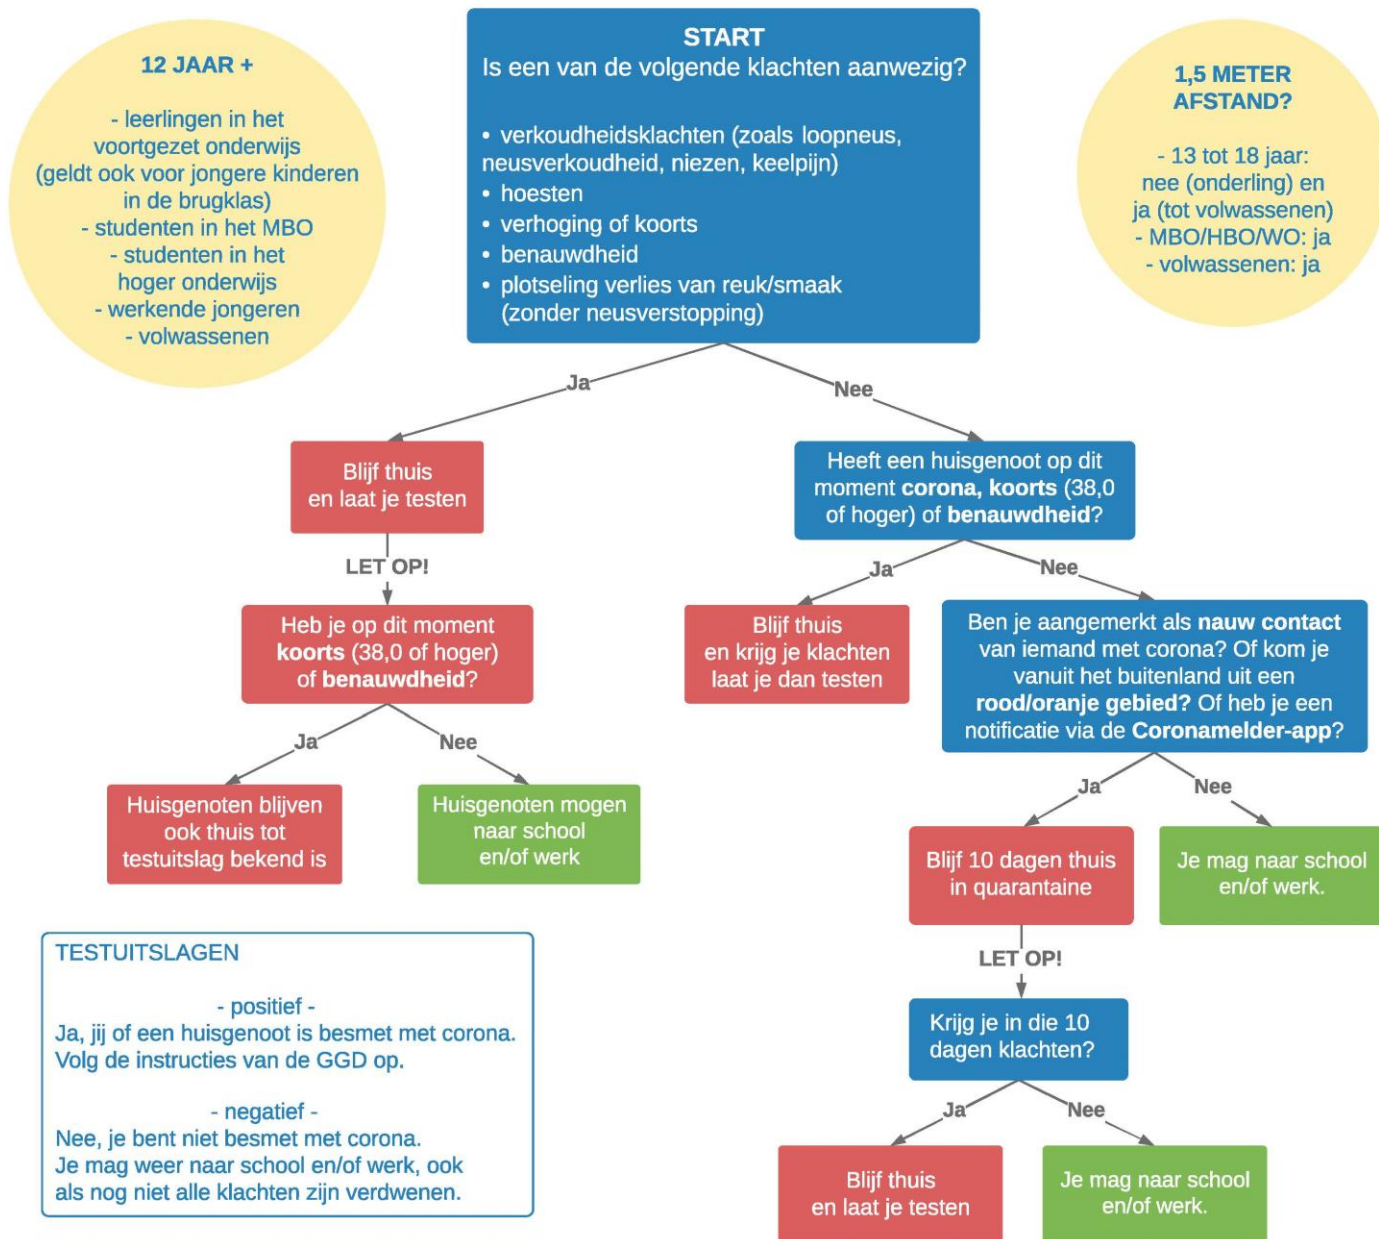 12 JAAR +
- leerlingen in het
voortgezet onderwijs
(geldt ook voor jongere kinderen
in de brugklas)
- studenten in het MBO
- studenten in het
hoger onderwijs
- werkende jongeren
- volwassenen
START
Is een van de volgende klachten aanwezig?
• verkoudheidsklachten (zoals loopneus,
neusverkoudheid, niezen, keelpijn)
• hoesten
• verhoging of koorts
• benauwdheid
• plotseling verlies van reuk/smaak
(zonder neusverstopping)
1,5 METER
AFSTAND?
- 13 tot 18 jaar:
nee (onderling) en
ja (tot volwassenen)
- MBO/HBO/WO: ja
- volwassenen: ja
Ja
Nee
Blijf thuis
en laat je testen
LET OP!
Heb je op dit moment
koorts (38,0 of hoger)
of benauwdheid?
Ja
Nee
Huisgenoten blijven
ook thuis tot
testuitslag bekend is
Huisgenoten mogen
naar school
en/of werk
Heeft een huisgenoot op dit
moment corona, koorts (38,0
of hoger) of benauwdheid?
Ja
Nee
Blijf thuis
en krijg je klachten
laat je dan testen
Ben je aangemerkt als nauw contact
van iemand met corona? Of kom je
vanuit het buitenland uit een
rood/oranje gebied? Of heb je een
notificatie via de Coronamelder-app?
Ja
Nee
Blijf 10 dagen thuis
in quarantaine
Je mag naar school
en/of werk.
LET OP!
Krijg je in die 10
dagen klachten?
Ja
Nee
Blijf thuis
en laat je testen
Je mag naar school
en/of werk.
TESTUITSLAGEN
- positief -
Ja, jij of een huisgenoot is besmet met corona.
Volg de instructies van de GGD op.
- negatief -
Nee, je bent niet besmet met corona.
Je mag weer naar school en/of werk, ook
als nog niet alle klachten zijn verdwenen.